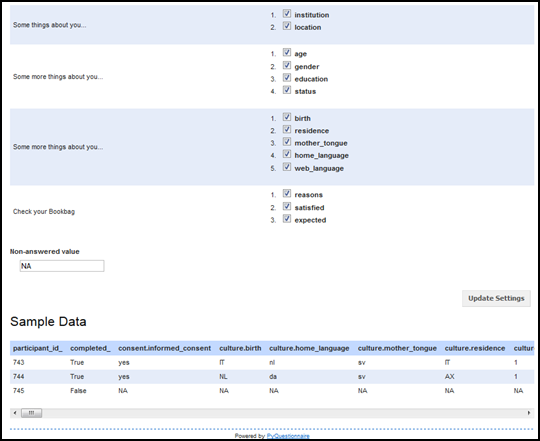 Some things about you...
1. institution
2. location
Some more things about you...
1. age
2. gender
3. education
4. status
Some more things about you...
1. birth
2. residence
3. mother_tongue
4. home_language
5. web_language
Check your Bookbag
1. reasons
2. satisfied
3. expected
Non-answered value
NA
Update Settings
Sample Data
participant_id_ completed_ consent.informed_consent culture.birth culture.home_language culture.mother_tongue culture.residence cultur
743 True yes IT nl sv IT 1
744 True yes NL da sv AX 1
745 False NA NA NA NA NA NA
Powered by PyQuestionnaire